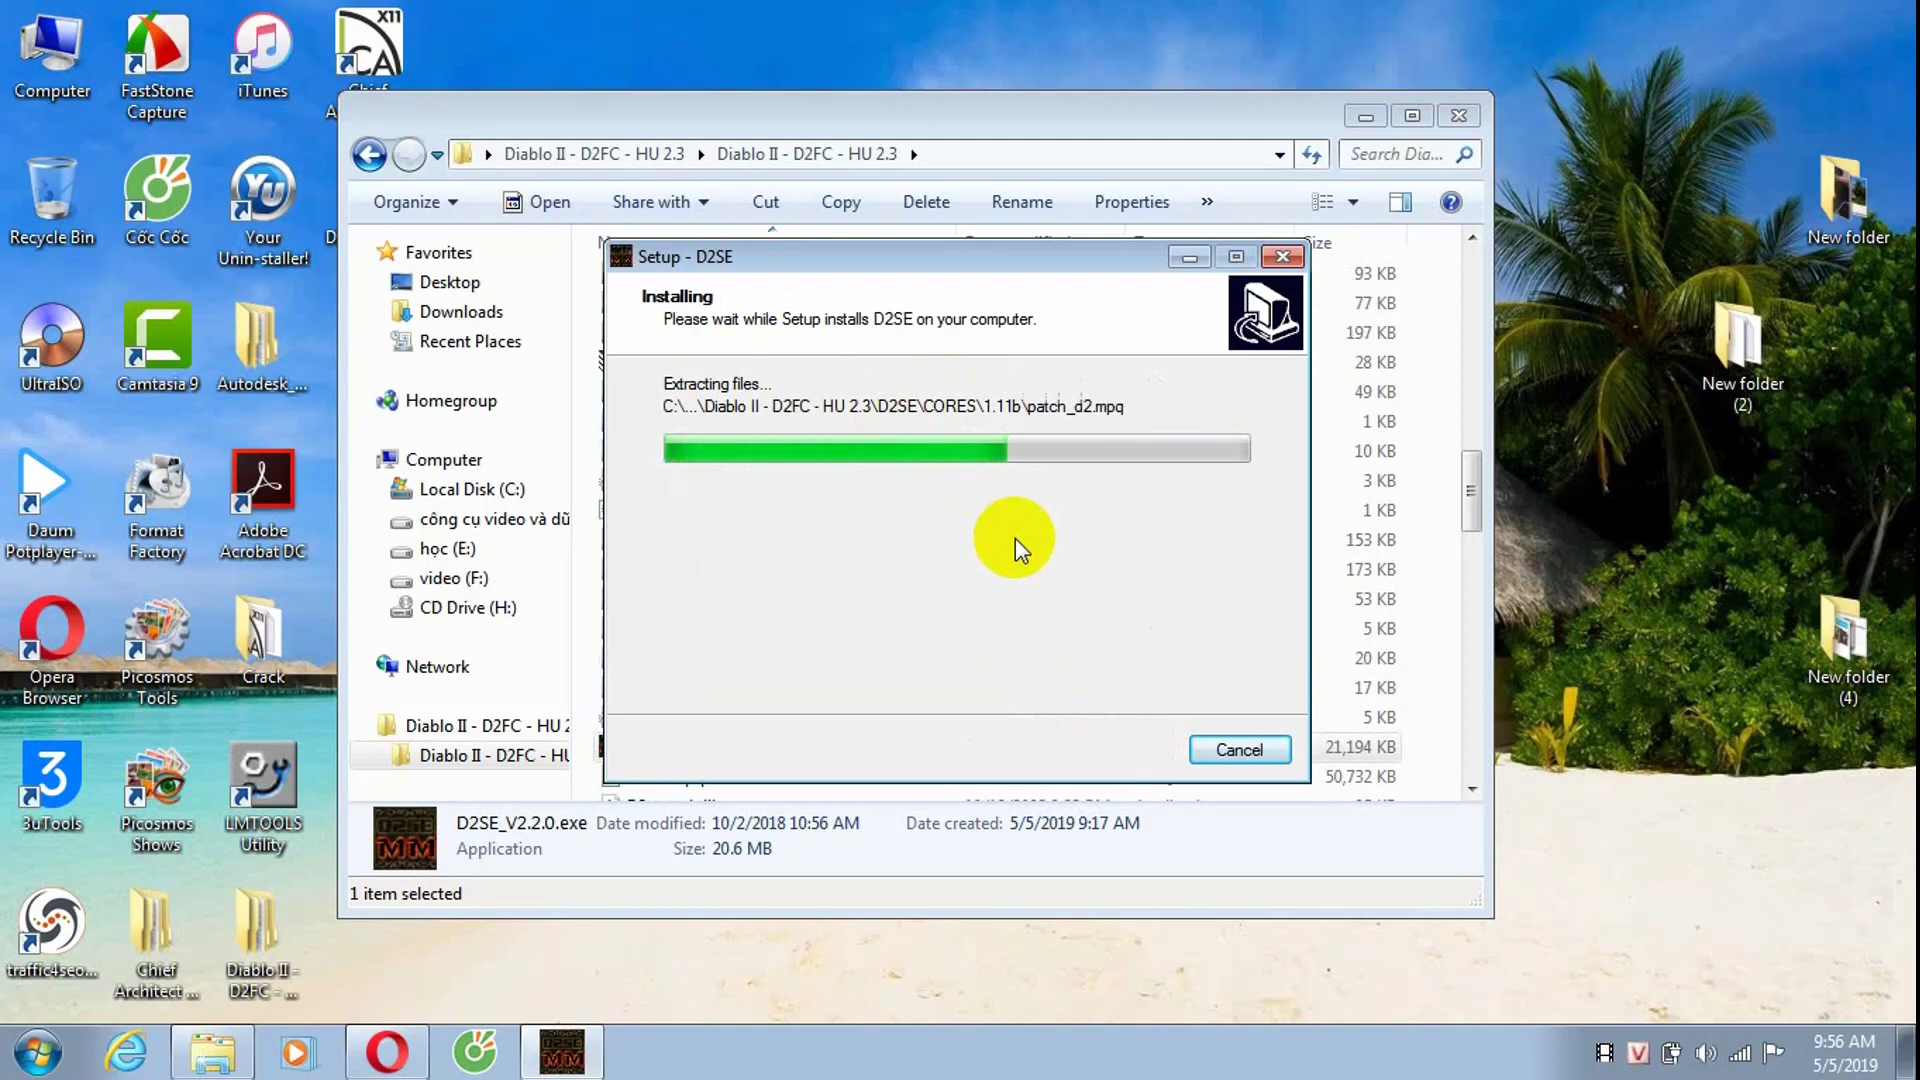 Computer
FastStone
Capture
iTunes
X11
CA
Recycle Bin
Cốc Cốc
Your
Unin-staller!
UltraISO
Camtasia 9
Autodesk_...
Daum
Potplayer-...
Format
Factory
Adobe
Acrobat DC
Opera
Browser
Picosmos
Tools
Crack
3uTools
Picosmos
Shows
LMTOOLS
Utility
traffic4seo...
Chief
Architect ...
Diablo II -
D2FC - ...
New folder
New folder
(2)
New folder
(4)
Diablo II - D2FC - HU 2.3
Diablo II - D2FC - HU 2.3
Search Dia...
Organize
Open
Share with
Cut
Copy
Delete
Rename
Properties
»
Favorites
Desktop
Downloads
Recent Places
Homegroup
Computer
Local Disk (C:)
công cụ video và dữ
học (E:)
video (F:)
CD Drive (H:)
Network
Diablo II - D2FC - HU 2
Diablo II - D2FC - HU
Size
93 KB
77 KB
197 KB
28 KB
49 KB
1 KB
10 KB
3 KB
1 KB
153 KB
173 KB
53 KB
5 KB
20 KB
17 KB
5 KB
21,194 KB
50,732 KB
Setup - D2SE
Installing
Please wait while Setup installs D2SE on your computer.
Extracting files...
C:\...\Diablo II - D2FC - HU 2.3\D2SE\CORES\1.11b\patch_d2.mpq
Cancel
D2SE
MM
D2SE_V2.2.0.exe
Date modified: 10/2/2018 10:56 AM
Date created: 5/5/2019 9:17 AM
Application
Size: 20.6 MB
1 item selected
9:56 AM
5/5/2019